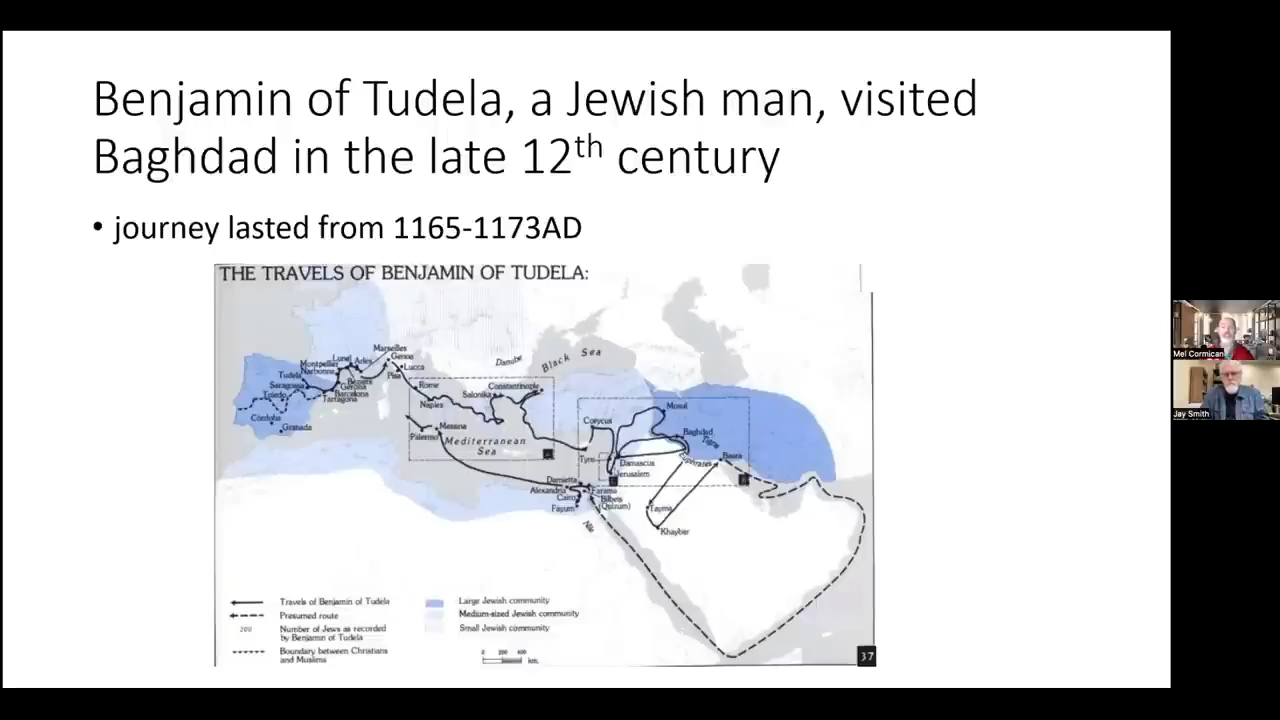 Benjamin of Tudela, a Jewish man, visited
Baghdad in the late 12th century
• journey lasted from 1165-1173AD
THE TRAVELS OF BENJAMIN OF TUDELA:
Marseilles
Genoa
Lunel Arles
Montpellier
Narbonne
Lucca
Pisa
Beziers
Tudela
Saragossa
Gerona
Barcelona
Toledo
Tarragona
Cordoba
Granada
Rome
Naples
Salonika
Constantinople
Danube
Black Sea
Messina
Palermo
Mediterranean
Sea
Corycus
Mosul
Baghdad
Tigris
Euphrates
Basra
Tyre
Damascus
Jerusalem
Damietta
Alexandria
Cairo
Fayum
Farama
Bilbeis
(Qulzum)
Nile
Tayma
Khaybar
Travels of Benjamin of Tudela
Presumed route
200
Number of Jews as recorded
by Benjamin of Tudela
Boundary between Christians
and Muslims
Large Jewish community
Medium-sized Jewish community
Small Jewish community
0 200 400
km.
37
Mel Cormican
Jay Smith